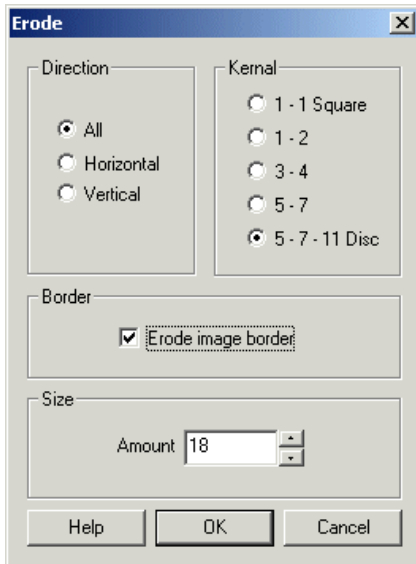 Erode
Direction
All
Horizontal
Vertical
Kernal
1 - 1 Square
1 - 2
3 - 4
5 - 7
5 - 7 - 11 Disc
Border
Erode image border
Size
Amount 18
Help OK Cancel